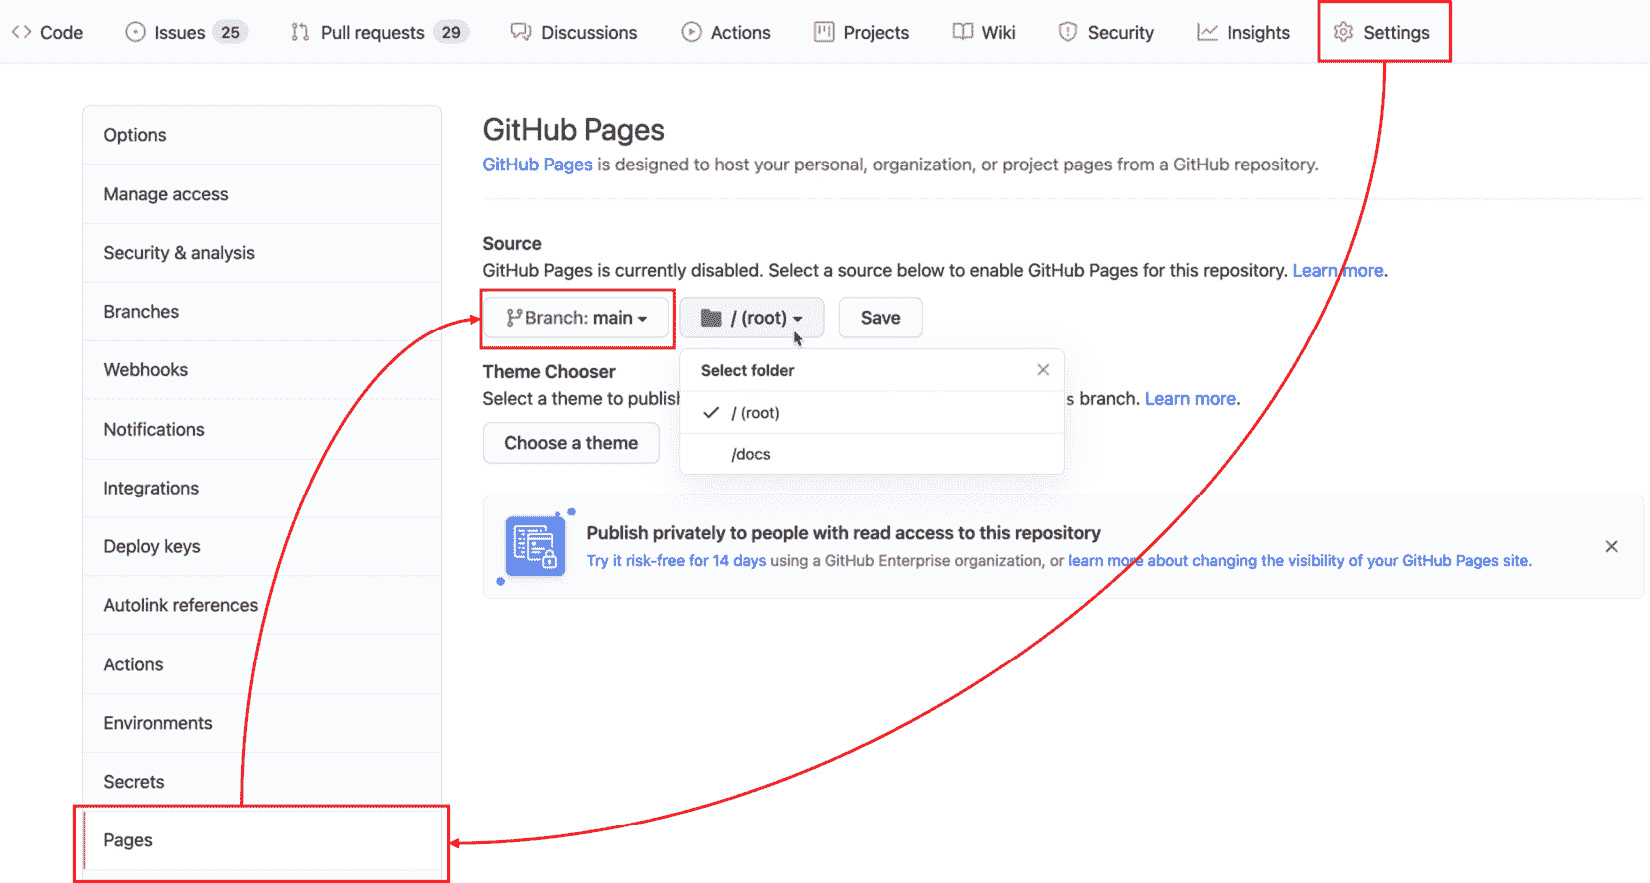 Code
Issues 25
Pull requests 29
Discussions
Actions
Projects
Wiki
Security
Insights
Settings
Options
Manage access
Security & analysis
Branches
Webhooks
Notifications
Integrations
Deploy keys
Autolink references
Actions
Environments
Secrets
Pages
GitHub Pages
GitHub Pages is designed to host your personal, organization, or project pages from a GitHub repository.
Source
GitHub Pages is currently disabled. Select a source below to enable GitHub Pages for this repository. Learn more.
Branch: main
/ (root)
Save
Select folder
/ (root)
/docs
Theme Chooser
Select a theme to publish
branch. Learn more.
Choose a theme
Publish privately to people with read access to this repository
Try it risk-free for 14 days using a GitHub Enterprise organization, or learn more about changing the visibility of your GitHub Pages site.